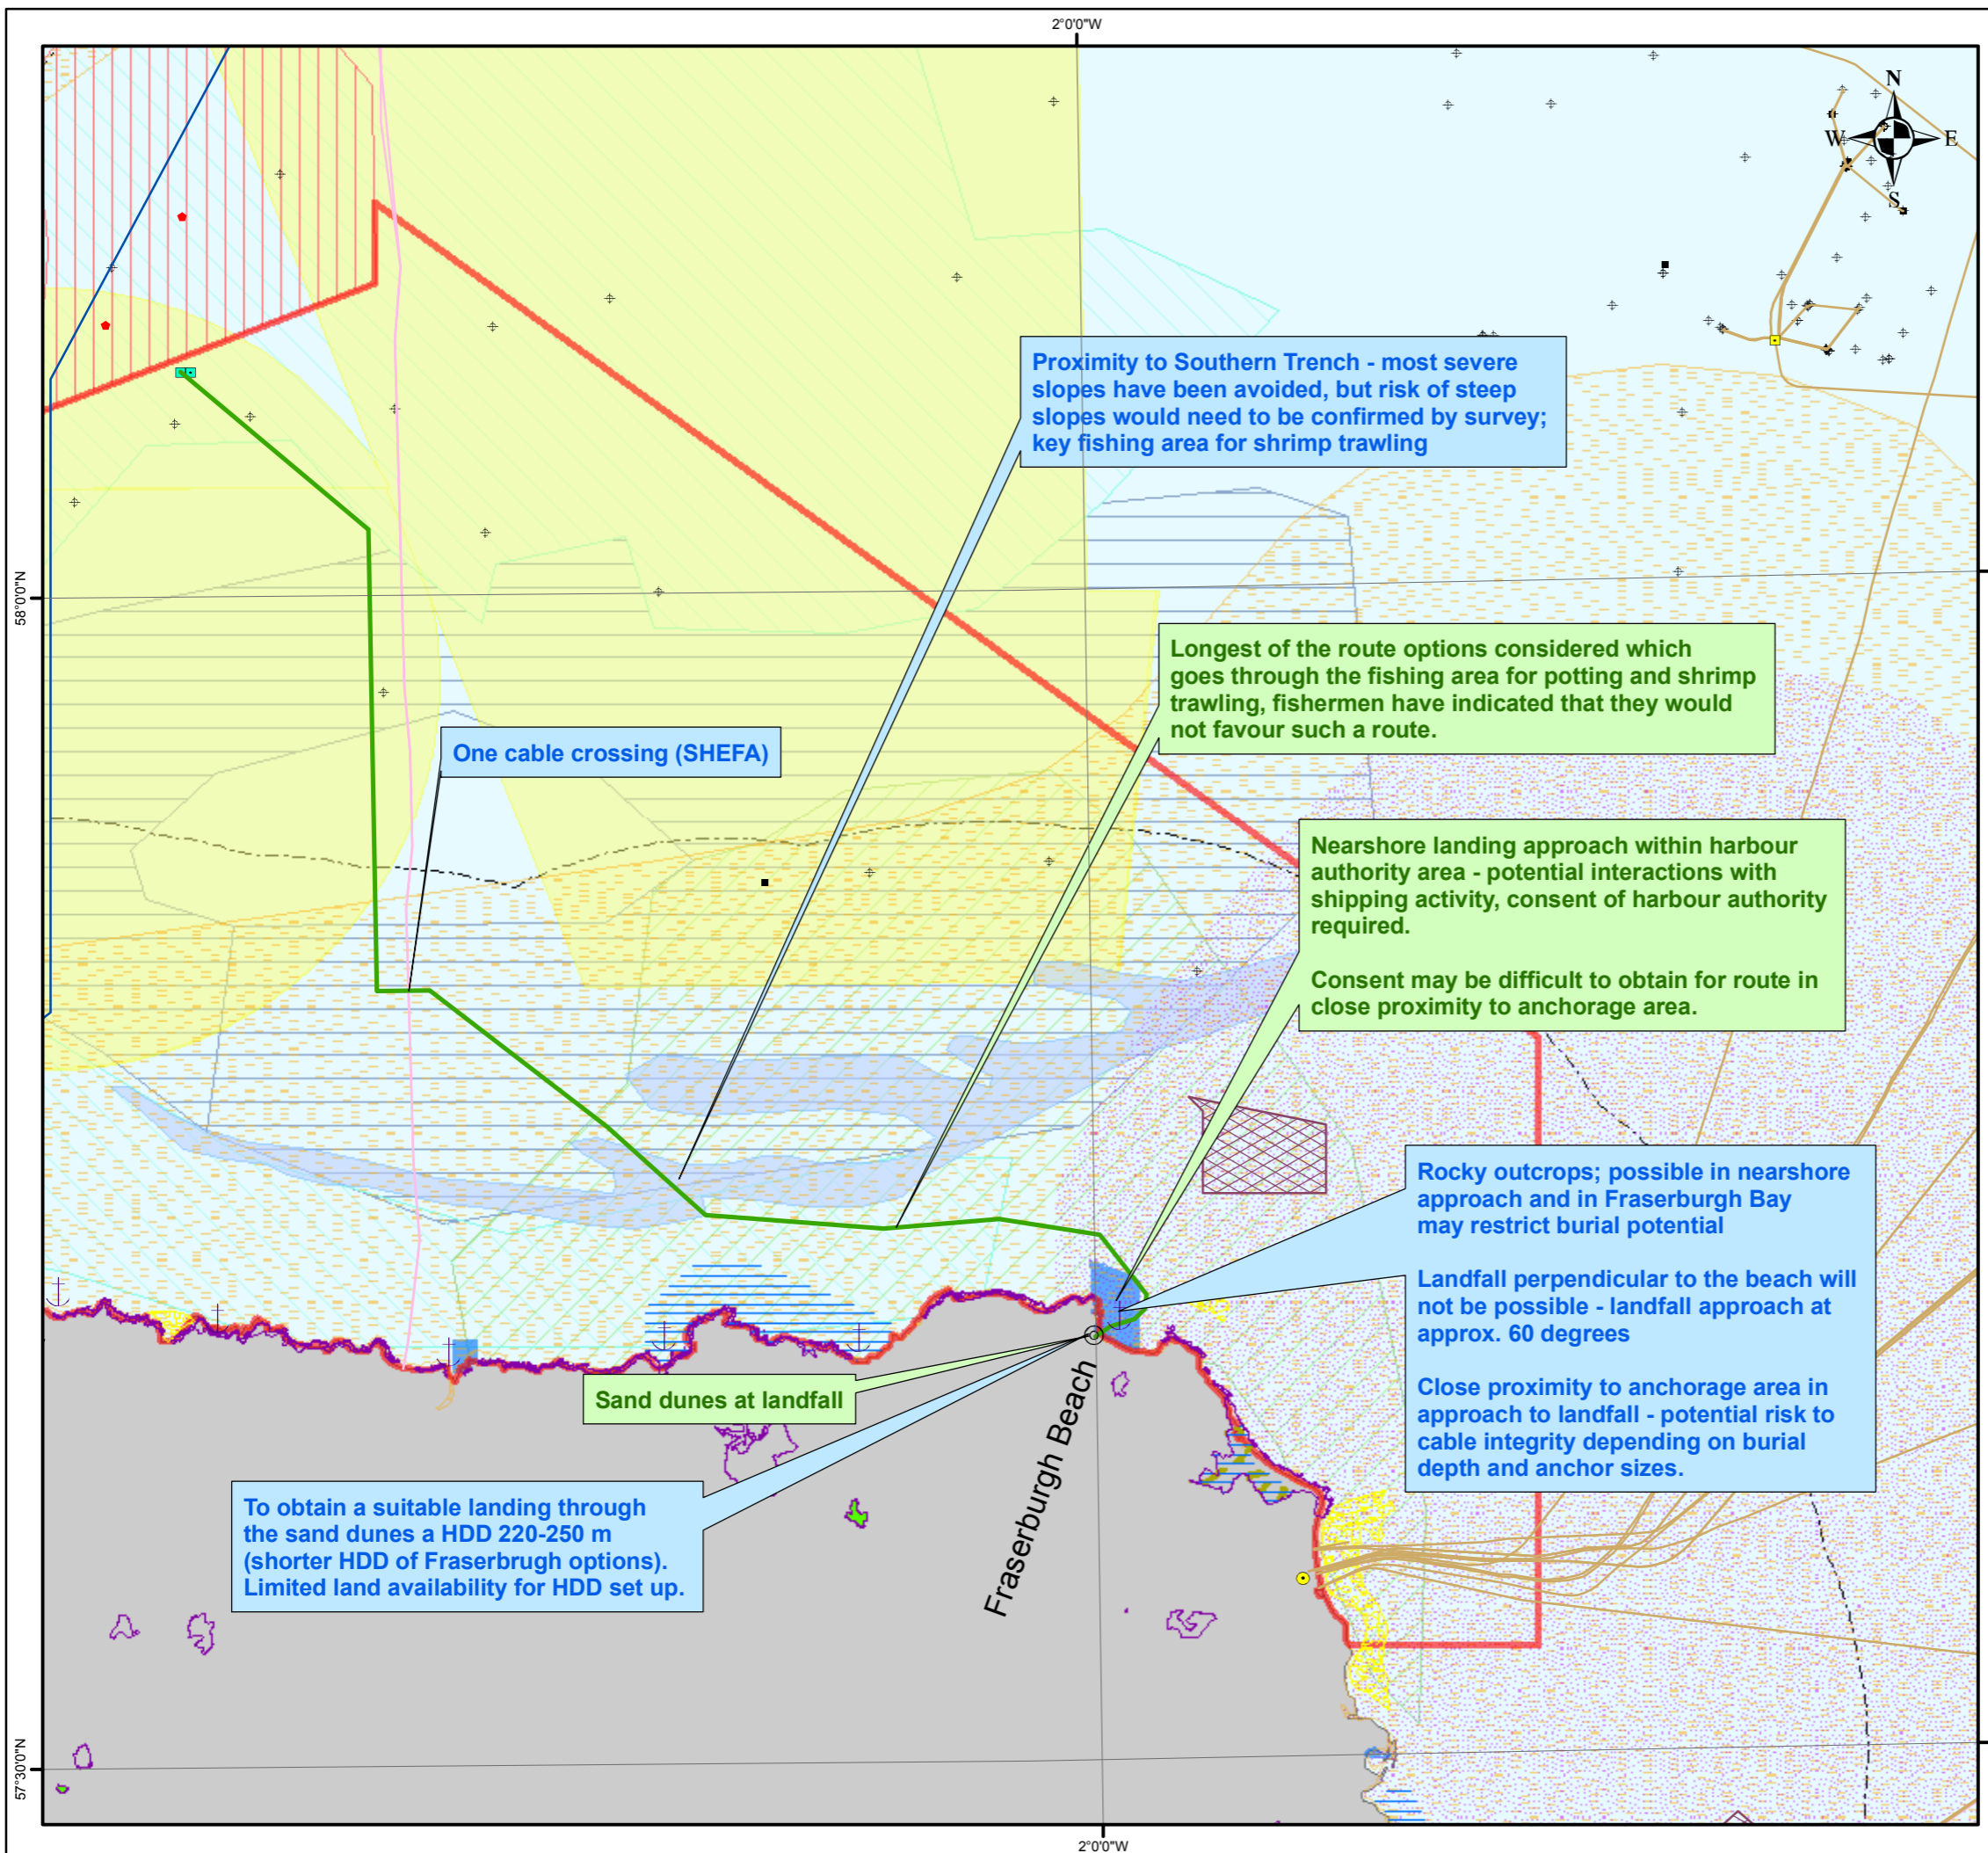 2°0'0"W
N
W
E
S
Proximity to Southern Trench - most severe
slopes have been avoided, but risk of steep
slopes would need to be confirmed by survey;
key fishing area for shrimp trawling
58°0'0"N
Longest of the route options considered which
goes through the fishing area for potting and shrimp
trawling, fishermen have indicated that they would
not favour such a route.
One cable crossing (SHEFA)
Nearshore landing approach within harbour
authority area - potential interactions with
shipping activity, consent of harbour authority
required.
Consent may be difficult to obtain for route in
close proximity to anchorage area.
Rocky outcrops; possible in nearshore
approach and in Fraserburgh Bay
may restrict burial potential
Landfall perpendicular to the beach will
not be possible - landfall approach at
approx. 60 degrees
Close proximity to anchorage area in
approach to landfall - potential risk to
cable integrity depending on burial
depth and anchor sizes.
Sand dunes at landfall
Fraserburgh Beach
To obtain a suitable landing through
the sand dunes a HDD 220-250 m
(shorter HDD of Fraserbrugh options).
Limited land availability for HDD set up.
57°30'0"N
2°0'0"W